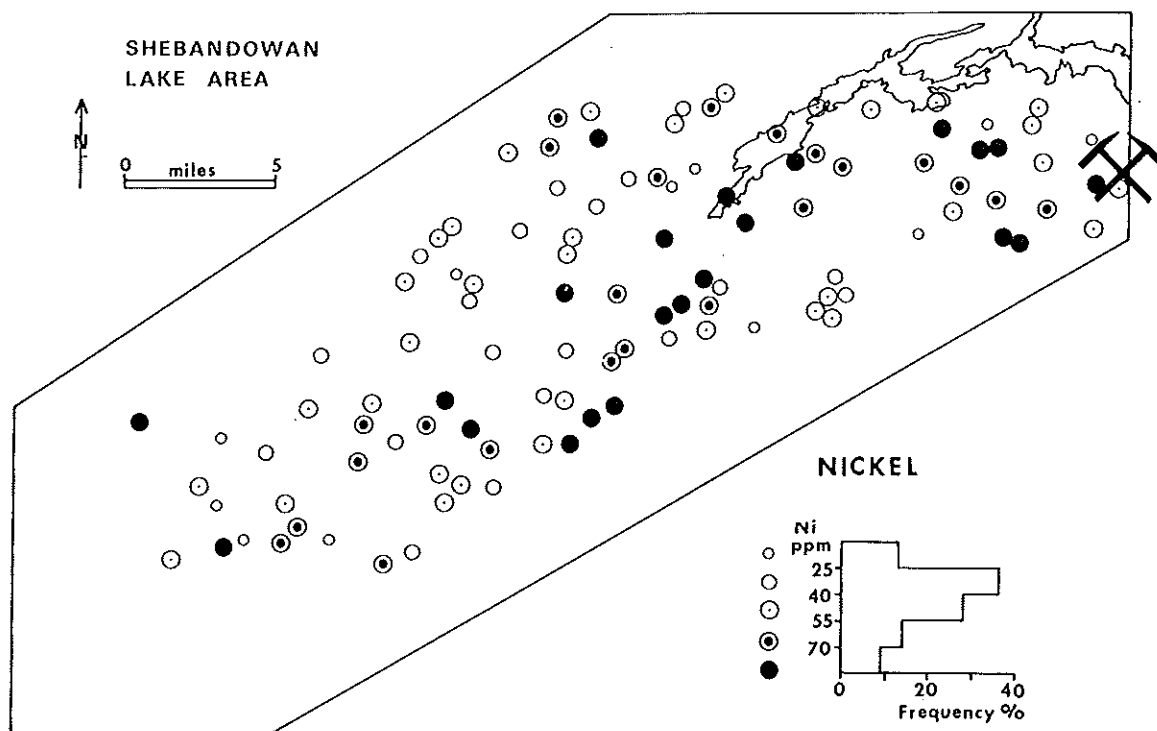 SHEBANDOWAN
LAKE AREA
N
0 miles 5
NICKEL
Ni
ppm
25
40
55
70
0 20 40
Frequency %